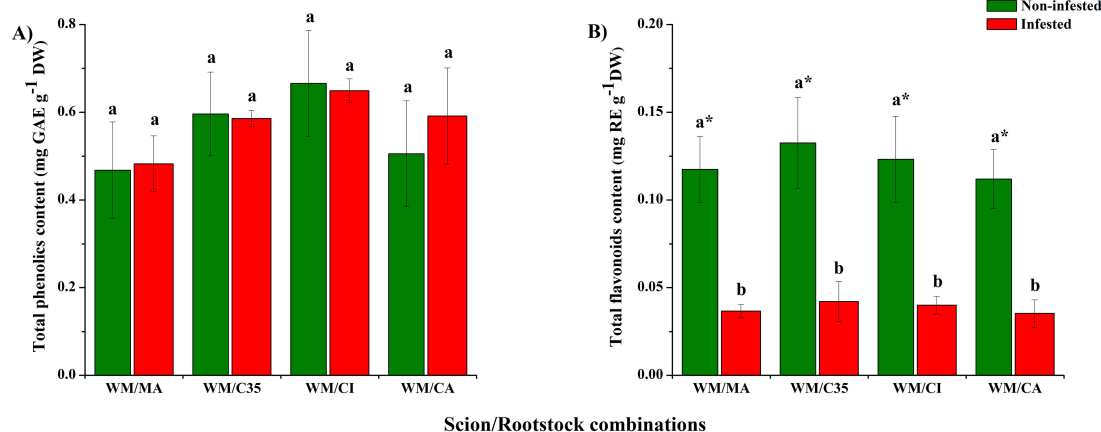 Non-infested
Infested
A)
Total phenolics content (mg GAE g⁻¹ DW)
0.8
0.6
0.4
0.2
0.0
a a a a a a a a
WM/MA WM/C35 WM/CI WM/CA
B)
Total flavonoids content (mg RE g⁻¹DW)
0.20
0.15
0.10
0.05
0.00
a* b a* b a* b a* b
WM/MA WM/C35 WM/CI WM/CA
Scion/Rootstock combinations